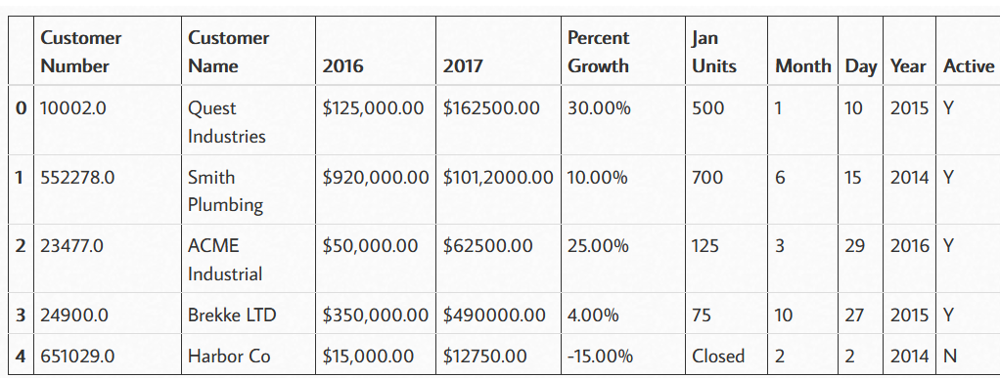 Customer Number Customer Name 2016 2017 Percent Growth Jan Units Month Day Year Active
0 10002.0 Quest Industries $125,000.00 $162500.00 30.00% 500 1 10 2015 Y
1 552278.0 Smith Plumbing $920,000.00 $101,2000.00 10.00% 700 6 15 2014 Y
2 23477.0 ACME Industrial $50,000.00 $62500.00 25.00% 125 3 29 2016 Y
3 24900.0 Brekke LTD $350,000.00 $490000.00 4.00% 75 10 27 2015 Y
4 651029.0 Harbor Co $15,000.00 $12750.00 -15.00% Closed 2 2 2014 N